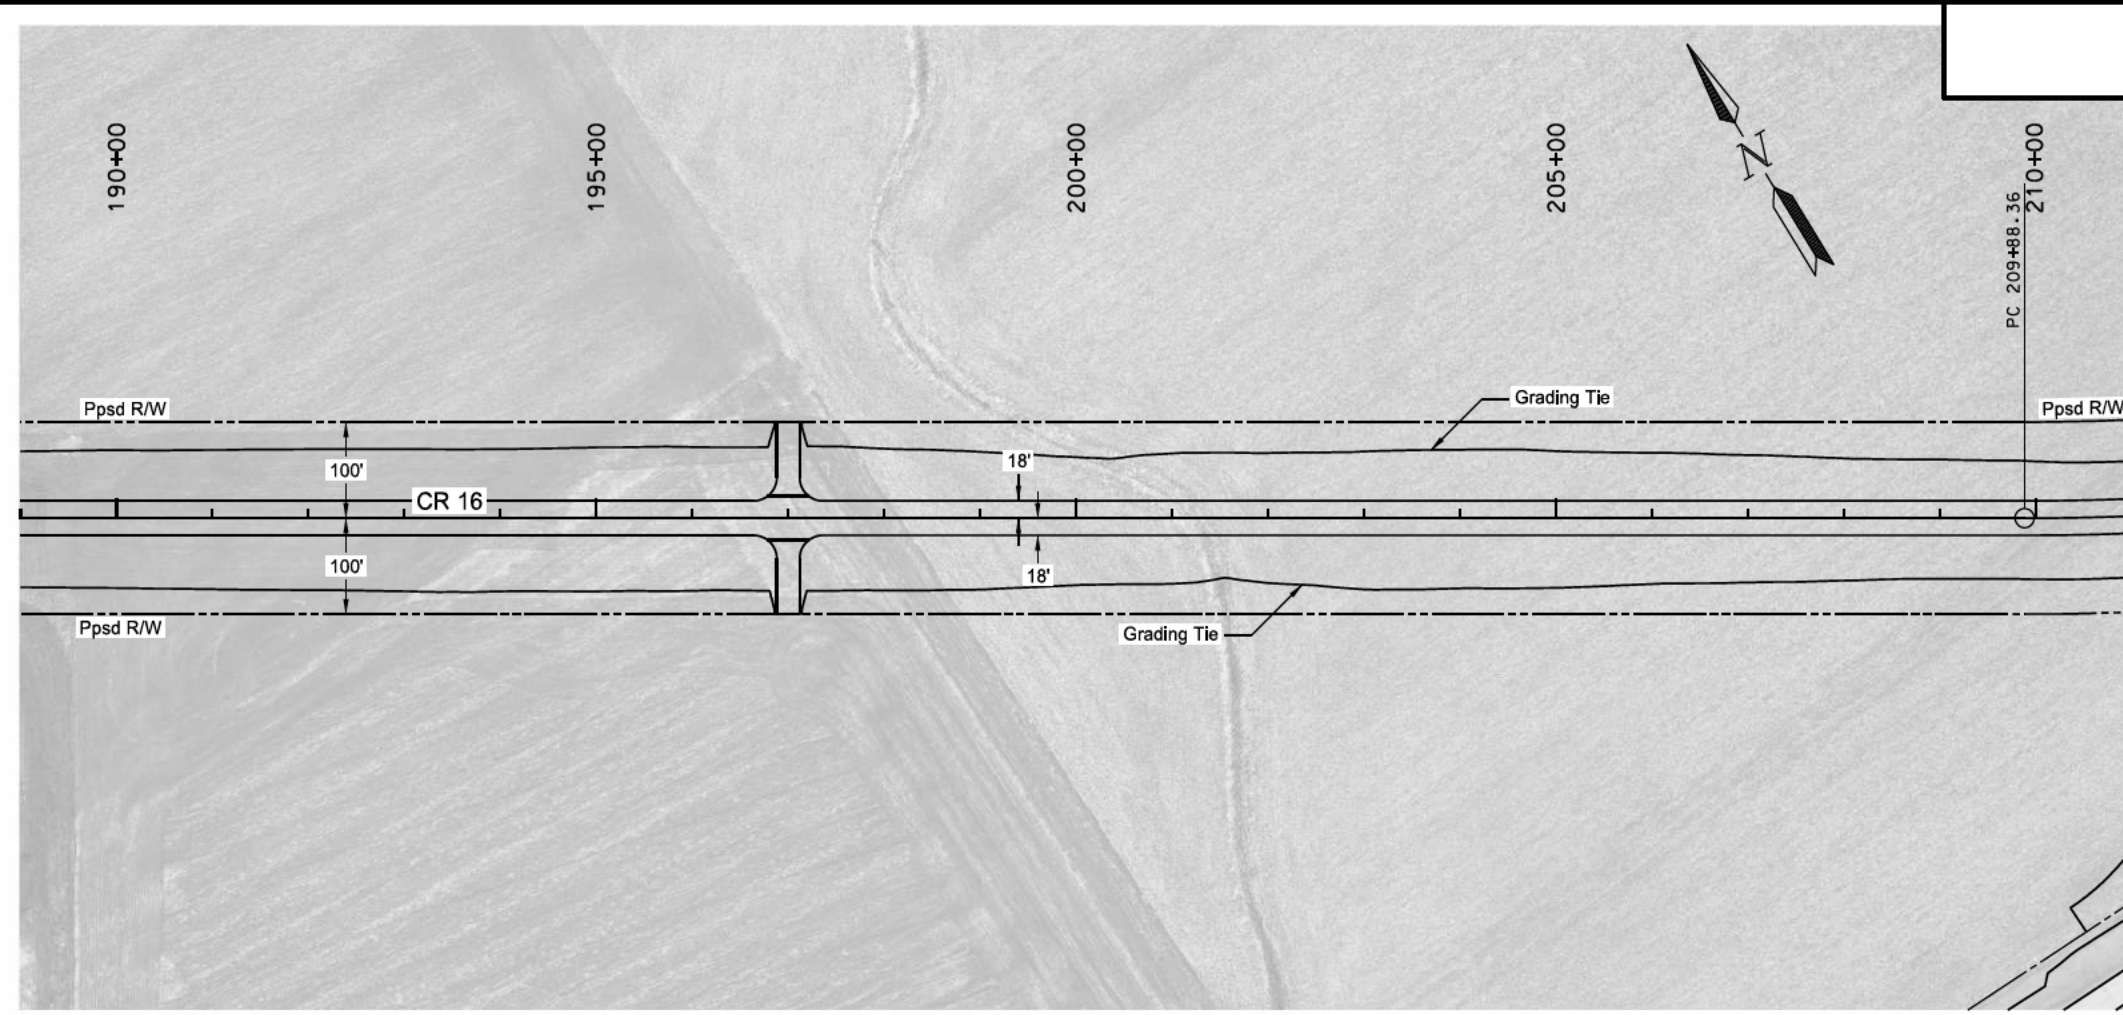 190+00
195+00
200+00
205+00
210+00
PC 209+88.36
N
Grading Tie
Ppsd R/W
Ppsd R/W
100'
18'
CR 16
100'
18'
Ppsd R/W
Grading Tie